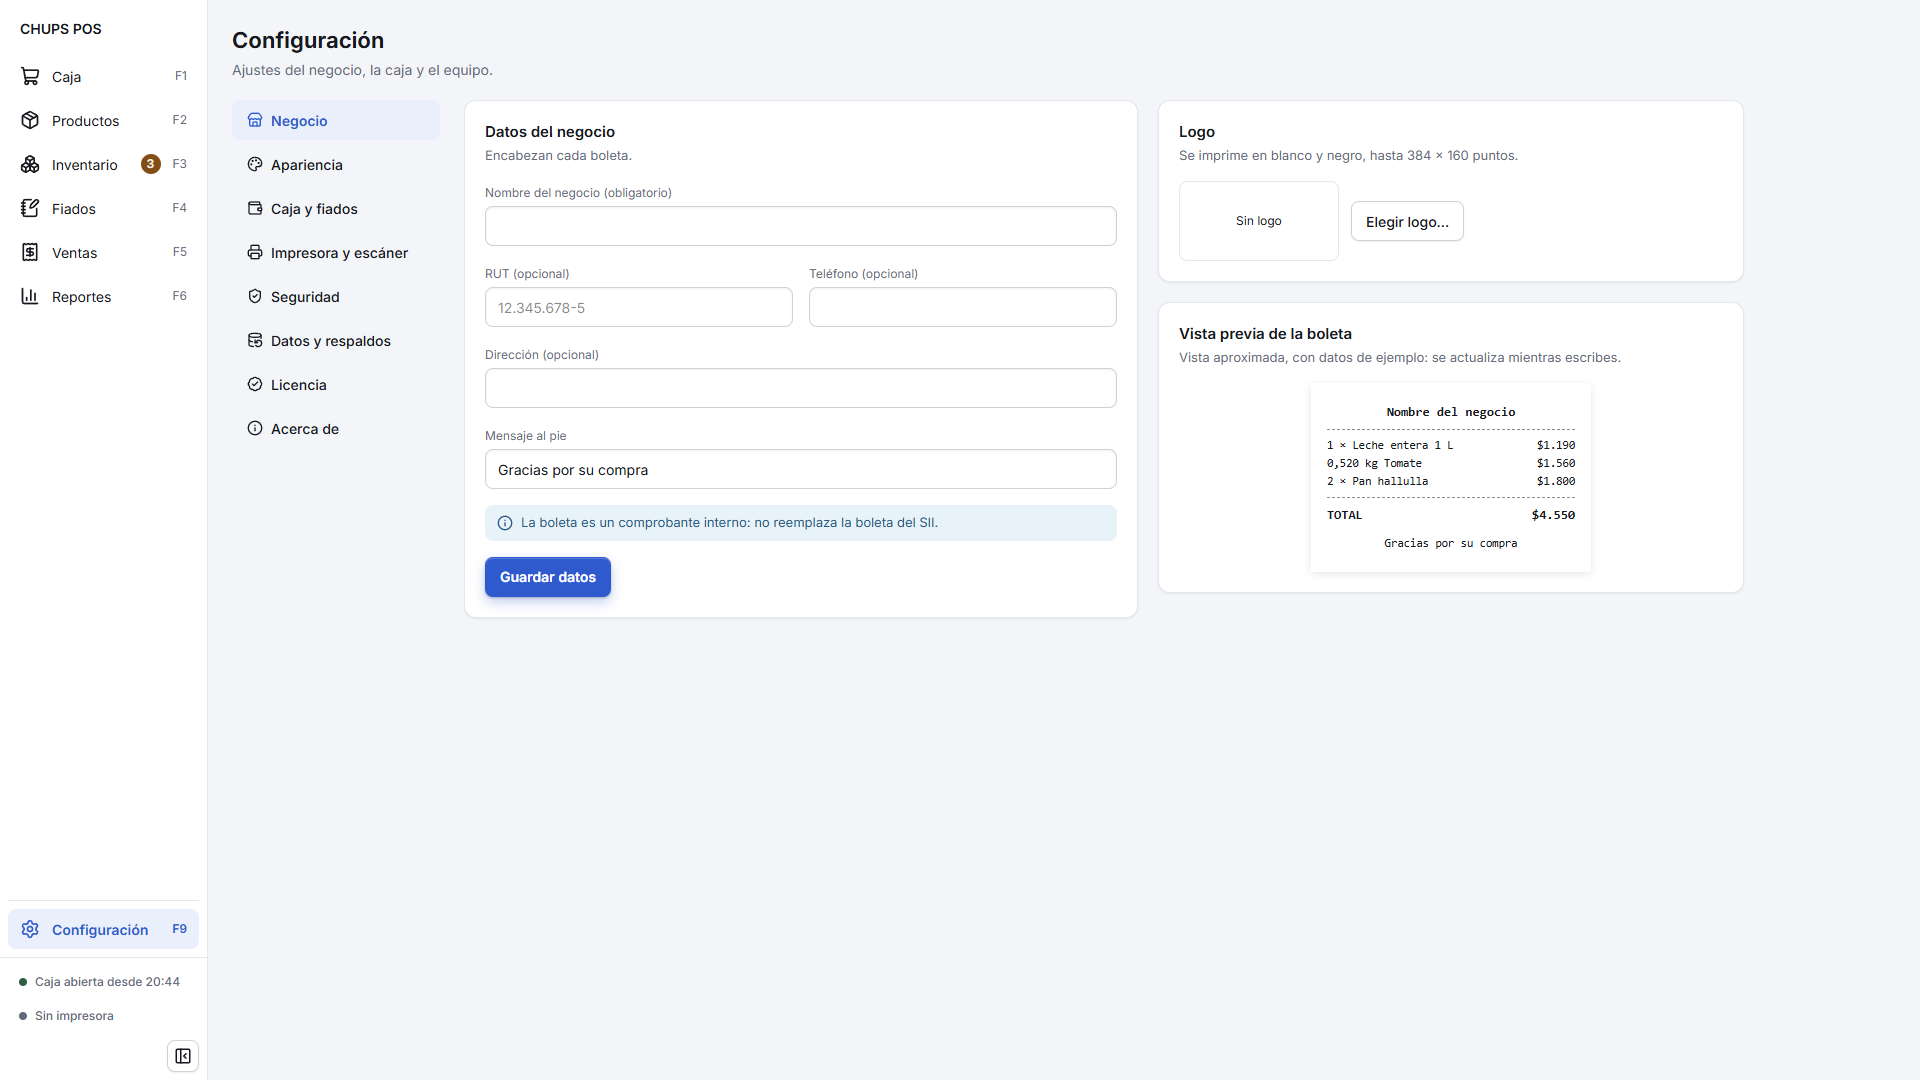 CHUPS POS
Caja F1
Productos F2
Inventario 3 F3
Fiados F4
Ventas F5
Reportes F6
Configuración F9
Caja abierta desde 20:44
Sin impresora
Configuración
Ajustes del negocio, la caja y el equipo.
Negocio
Apariencia
Caja y fiados
Impresora y escáner
Seguridad
Datos y respaldos
Licencia
Acerca de
Datos del negocio
Encabezan cada boleta.
Nombre del negocio (obligatorio)
RUT (opcional) Teléfono (opcional)
12.345.678-5
Dirección (opcional)
Mensaje al pie
Gracias por su compra
La boleta es un comprobante interno: no reemplaza la boleta del SII.
Guardar datos
Logo
Se imprime en blanco y negro, hasta 384 × 160 puntos.
Sin logo
Elegir logo...
Vista previa de la boleta
Vista aproximada, con datos de ejemplo: se actualiza mientras escribes.
Nombre del negocio
1 × Leche entera 1 L $1.190
0,520 kg Tomate $1.560
2 × Pan hallulla $1.800
TOTAL $4.550
Gracias por su compra